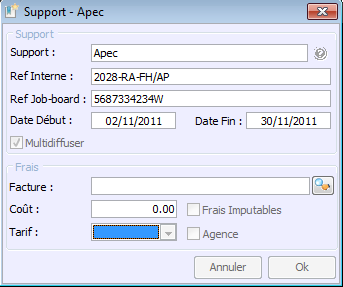 Support - Apec
Support
Support : Apec
Ref Interne : 2028-RA-FH/AP
Ref Job-board : 5687334234W
Date Début : 02/11/2011 Date Fin : 30/11/2011
Multidiffuser
Frais
Facture :
Coût : 0.00 Frais Imputables
Tarif : Agence
Annuler Ok